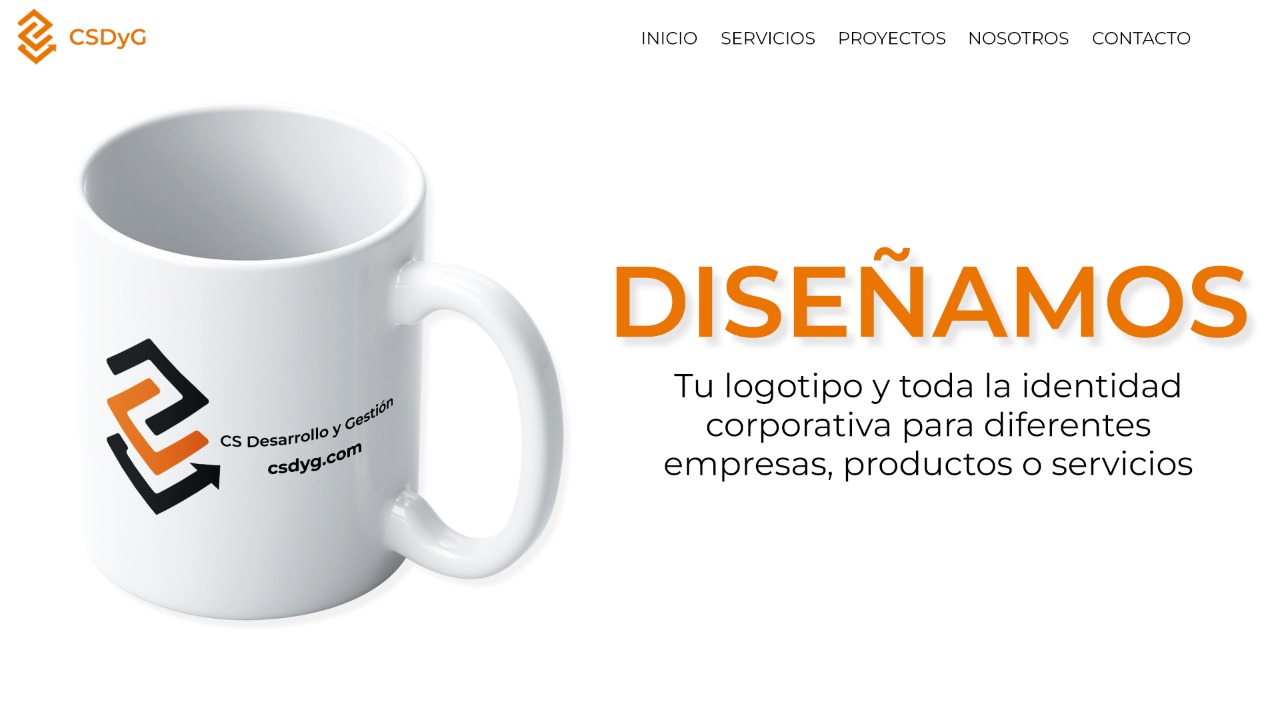 CSDyG
INICIO SERVICIOS PROYECTOS NOSOTROS CONTACTO
CS Desarrollo y Gestión
csdyg.com
DISEÑAMOS
Tu logotipo y toda la identidad
corporativa para diferentes
empresas, productos o servicios